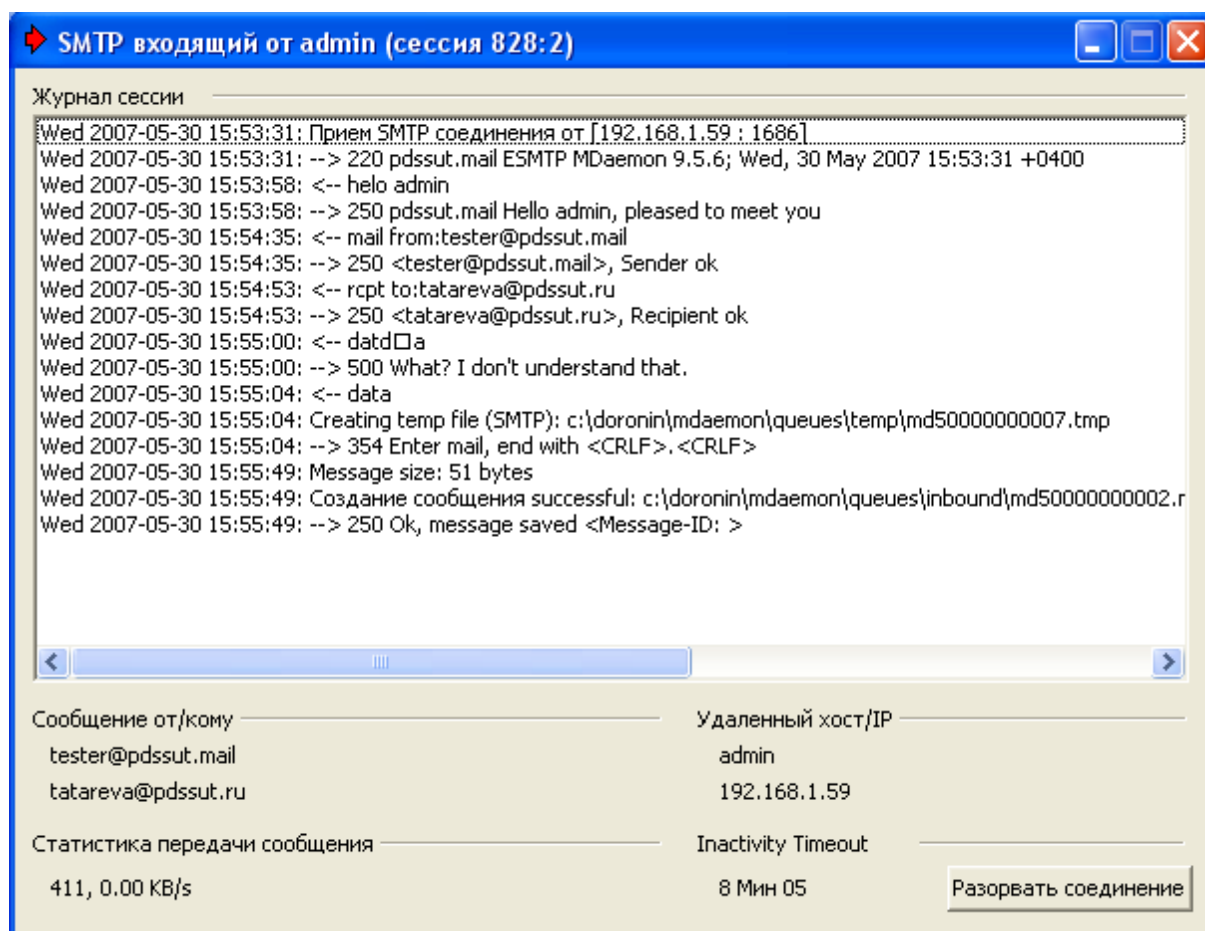 SMTP входящий от admin (сессия 828:2)
Журнал сессии
Wed 2007-05-30 15:53:31: Прием SMTP соединения от [192.168.1.59 : 1686]
Wed 2007-05-30 15:53:31: --> 220 pdssut.mail ESMTP MDaemon 9.5.6; Wed, 30 May 2007 15:53:31 +0400
Wed 2007-05-30 15:53:58: <-- helo admin
Wed 2007-05-30 15:53:58: --> 250 pdssut.mail Hello admin, pleased to meet you
Wed 2007-05-30 15:54:35: <-- mail from:tester@pdssut.mail
Wed 2007-05-30 15:54:35: --> 250 <tester@pdssut.mail>, Sender ok
Wed 2007-05-30 15:54:53: <-- rcpt to:tatareva@pdssut.ru
Wed 2007-05-30 15:54:53: --> 250 <tatareva@pdssut.ru>, Recipient ok
Wed 2007-05-30 15:55:00: <-- datd□a
Wed 2007-05-30 15:55:00: --> 500 What? I don't understand that.
Wed 2007-05-30 15:55:04: <-- data
Wed 2007-05-30 15:55:04: Creating temp file (SMTP): c:\doronin\mdaemon\queues\temp\md50000000007.tmp
Wed 2007-05-30 15:55:04: --> 354 Enter mail, end with <CRLF>.<CRLF>
Wed 2007-05-30 15:55:49: Message size: 51 bytes
Wed 2007-05-30 15:55:49: Создание сообщения successful: c:\doronin\mdaemon\queues\inbound\md50000000002.r
Wed 2007-05-30 15:55:49: --> 250 Ok, message saved <Message-ID: >
Сообщение от/кому
tester@pdssut.mail
tatareva@pdssut.ru
Удаленный хост/IP
admin
192.168.1.59
Статистика передачи сообщения
411, 0.00 KB/s
Inactivity Timeout
8 Мин 05
Разорвать соединение